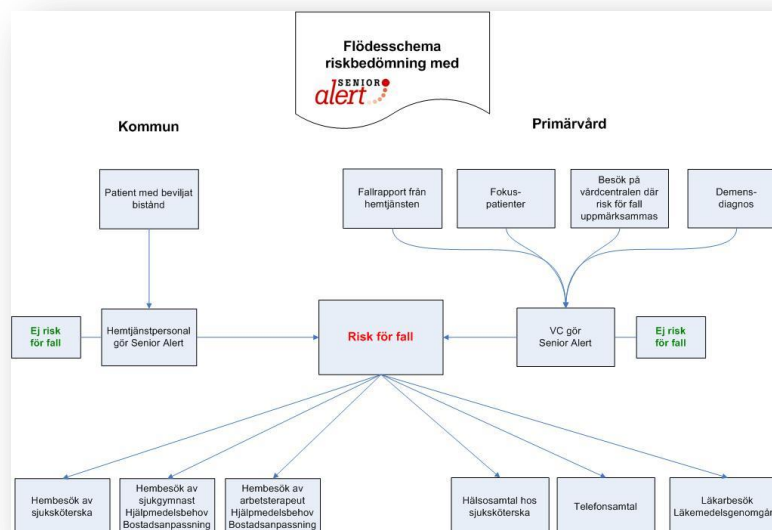 Flödesschema
riskbedömning med
SENIOR
alert
Kommun
Primärvård
Patient med beviljat
bistånd
Fallrapport från
hemtjänsten
Fokus-
patienter
Besök på
vårdcentralen där
risk för fall
uppmärksammas
Demens-
diagnos
Ej risk
för fall
Hemtjänstpersonal
gör Senior Alert
Risk för fall
VC gör
Senior Alert
Ej risk
för fall
Hembesök av
sjuksköterska
Hembesök av
sjukgymnast
Hjälpmedelsbehov
Bostadsanpassning
Hembesök av
arbetsterapeut
Hjälpmedelsbehov
Bostadsanpassning
Hälsosamtal hos
sjuksköterska
Telefonsamtal
Läkarbesök
Läkemedelsgenomgån